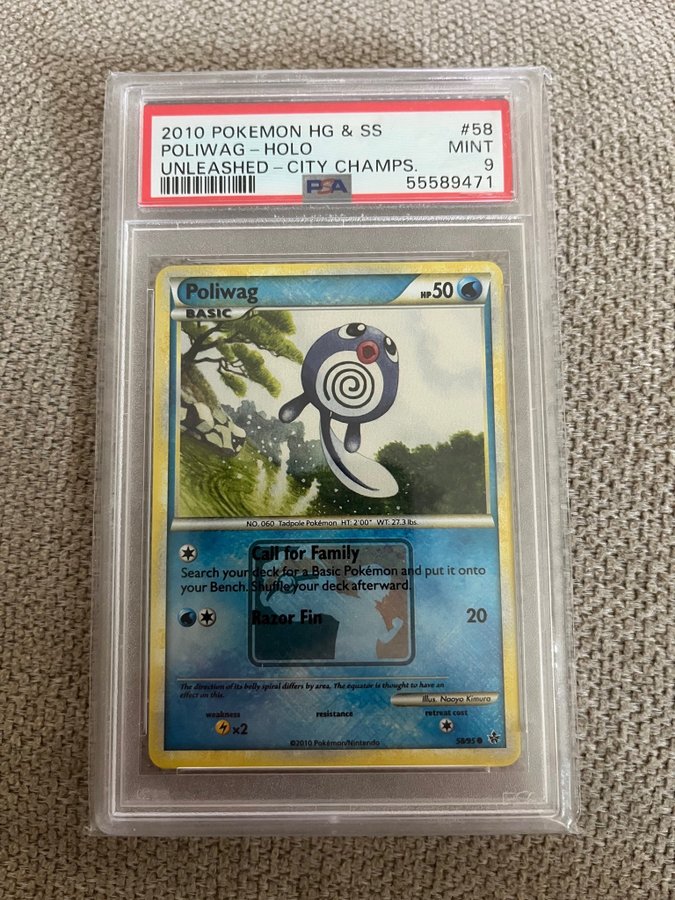 2010 POKEMON HG & SS #58
POLIWAG - HOLO MINT
UNLEASHED - CITY CHAMPS. 9
PSA 55589471
Poliwag HP 50
BASIC
NO. 060 Tadpole Pokémon HT: 2'00" WT: 27.3 lbs.
Call for Family
Search your deck for a Basic Pokémon and put it onto
your Bench. Shuffle your deck afterward.
Razor Fin 20
The direction of its belly spiral differs by area. The equator is thought to have an
effect on this.
Illus. Naoyo Kimura
weakness resistance retreat cost
×2
58/95
©2010 Pokémon/Nintendo